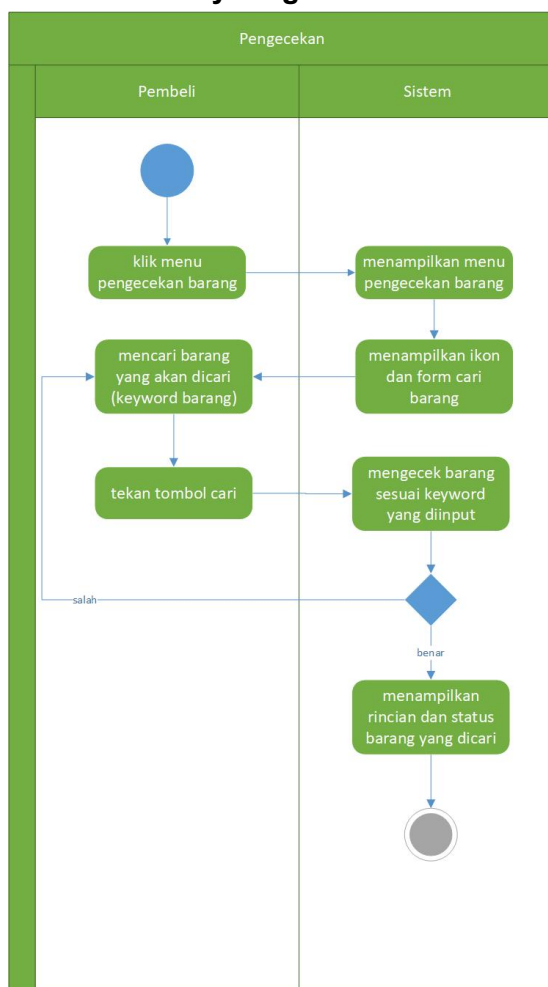 Pengecekan
Pembeli
Sistem
klik menu
pengecekan barang
menampilkan menu
pengecekan barang
mencari barang
yang akan dicari
(keyword barang)
menampilkan ikon
dan form cari
barang
tekan tombol cari
mengecek barang
sesuai keyword
yang diinput
salah
benar
menampilkan
rincian dan status
barang yang dicari